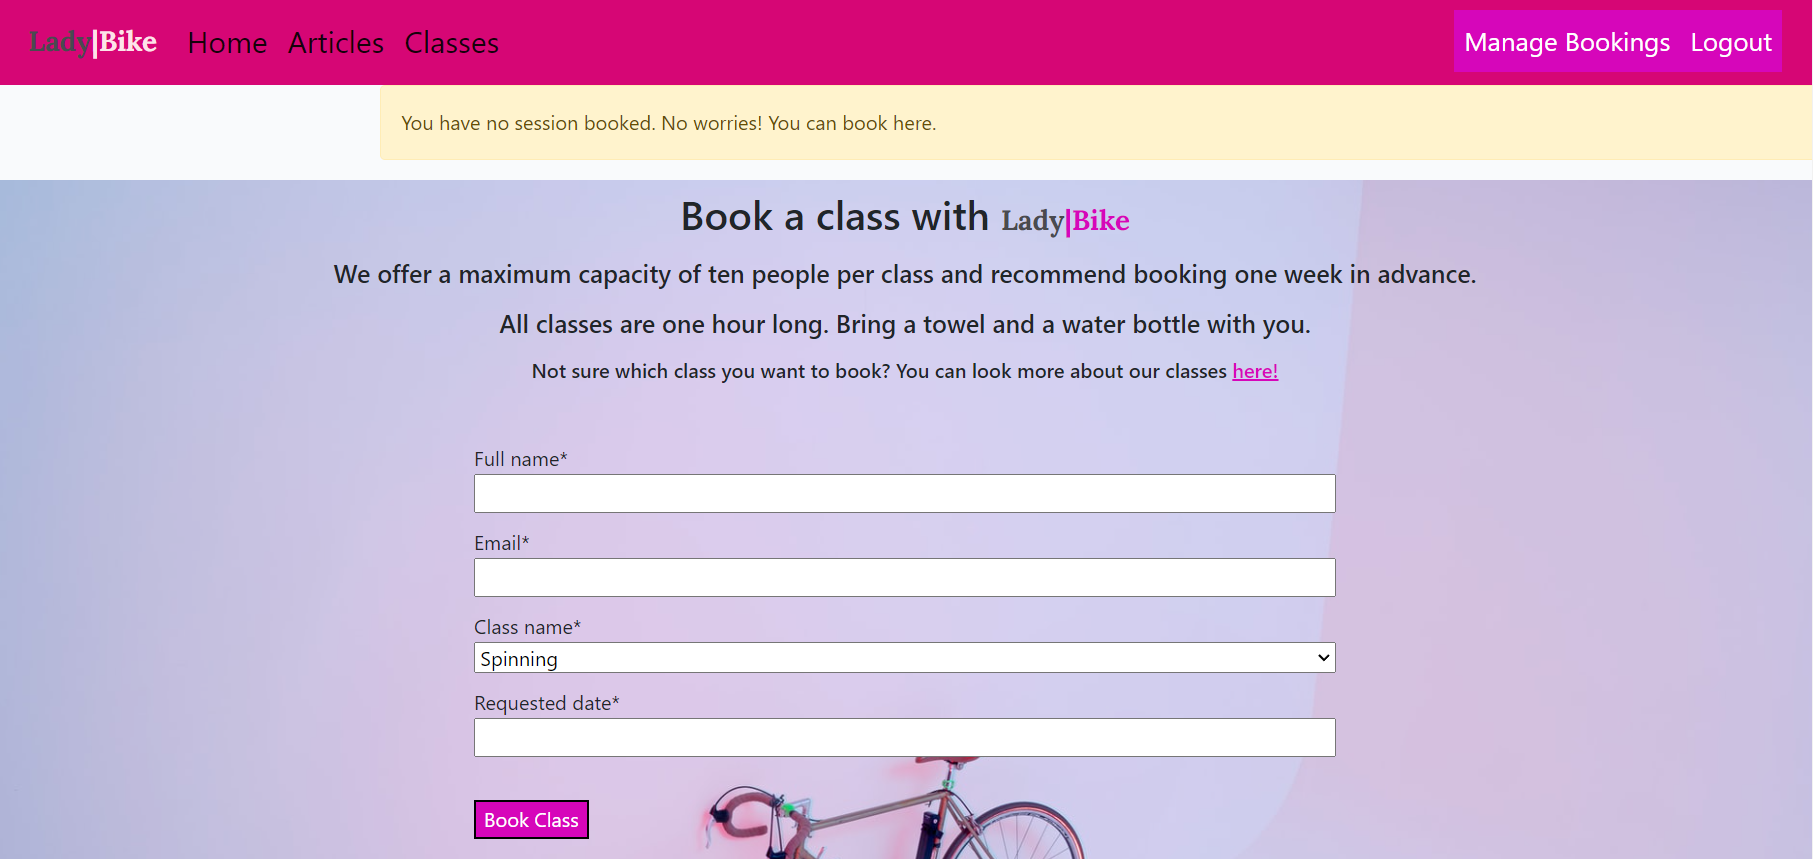 Lady|Bike Home Articles Classes Manage Bookings Logout
You have no session booked. No worries! You can book here.
Book a class with Lady|Bike
We offer a maximum capacity of ten people per class and recommend booking one week in advance.
All classes are one hour long. Bring a towel and a water bottle with you.
Not sure which class you want to book? You can look more about our classes here!
Full name*
Email*
Class name*
Spinning
Requested date*
Book Class